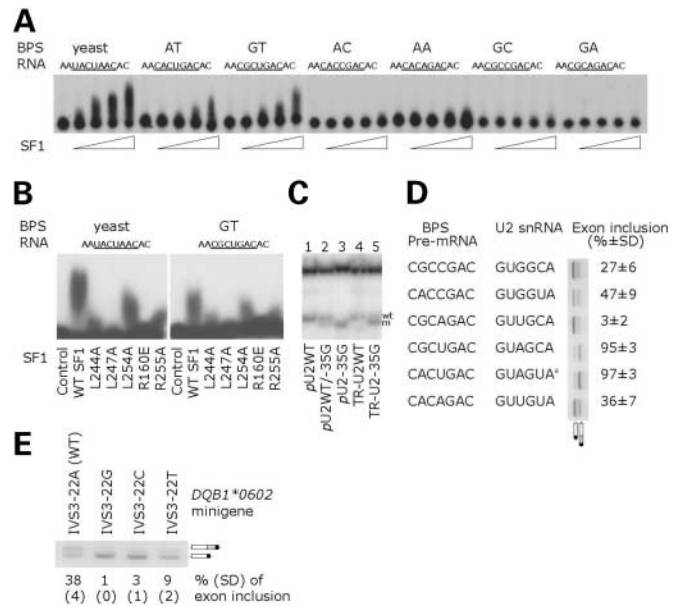 A
BPS yeast AT GT AC AA GC GA
RNA AAUACUAACAC AACACUGACAC AACGCUGACAC AACACCGACAC AACACAGACAC AACGCCGACAC AACGCAGACAC
SF1
B
BPS yeast GT
RNA AAUACUAACAC AACGCUGACAC
SF1 Control WT SF1 L244A L247A L254A R160E R255A Control WT SF1 L244A L247A L254A R160E R255A
C
1 2 3 4 5
wt
m
pU2WT pU2WT/-35G pU2-35G TR-U2WT TR-U2-35G
D
BPS U2 snRNA Exon inclusion
Pre-mRNA (%±SD)
CGCCGAC GUGGCA 27±6
CACCGAC GUGGUA 47±9
CGCAGAC GUUGCA 3±2
CGCUGAC GUAGCA 95±3
CACUGAC GUAGUA* 97±3
CACAGAC GUUGUA 36±7
E
IVS3-22A (WT) IVS3-22G IVS3-22C IVS3-22T
DQB1*0602
minigene
38 1 3 9 % (SD) of
(4) (0) (1) (2) exon inclusion